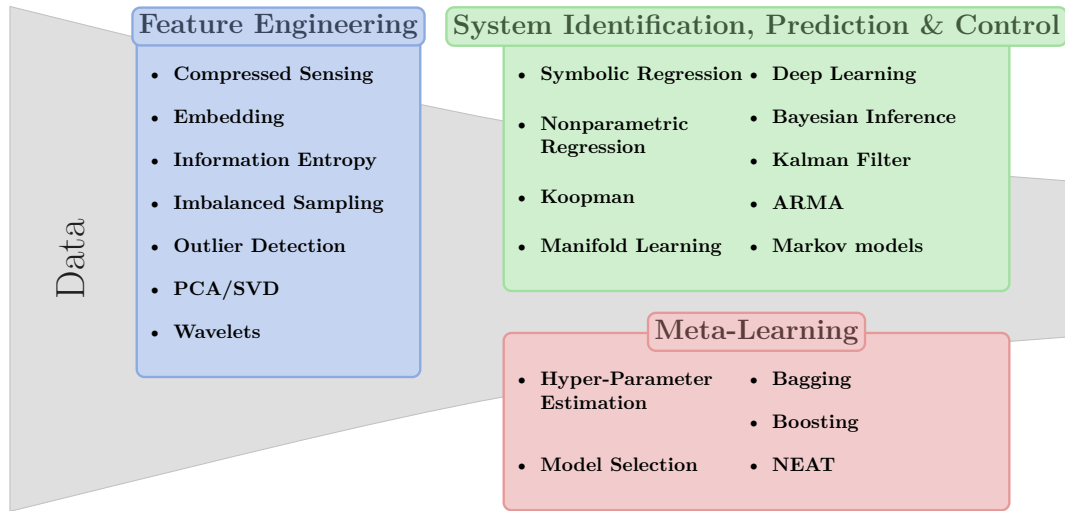 Data
Feature Engineering
• Compressed Sensing
• Embedding
• Information Entropy
• Imbalanced Sampling
• Outlier Detection
• PCA/SVD
• Wavelets
System Identification, Prediction & Control
• Symbolic Regression
• Nonparametric
Regression
• Koopman
• Manifold Learning
• Deep Learning
• Bayesian Inference
• Kalman Filter
• ARMA
• Markov models
Meta-Learning
• Hyper-Parameter
Estimation
• Model Selection
• Bagging
• Boosting
• NEAT